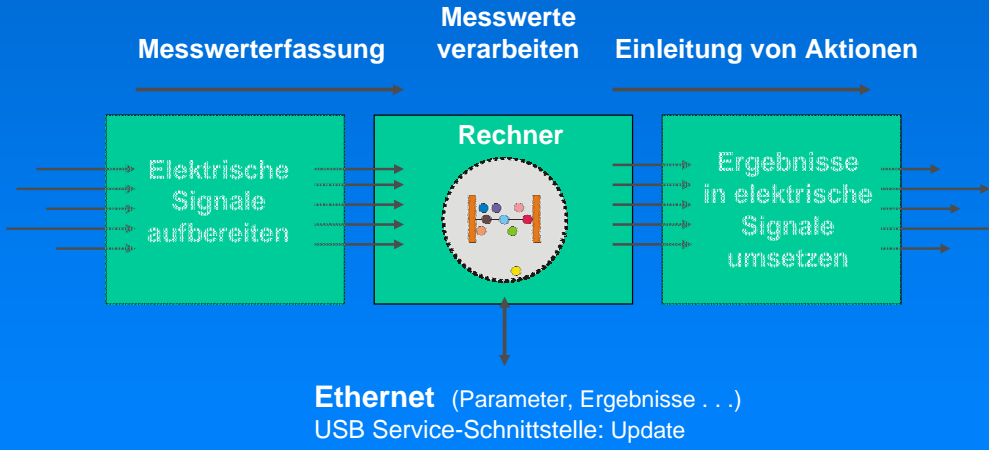 Messwerterfassung
Messwerte
verarbeiten
Einleitung von Aktionen
Elektrische
Signale
aufbereiten
Rechner
Ergebnisse
in elektrische
Signale
umsetzen
Ethernet (Parameter, Ergebnisse . . .)
USB Service-Schnittstelle: Update